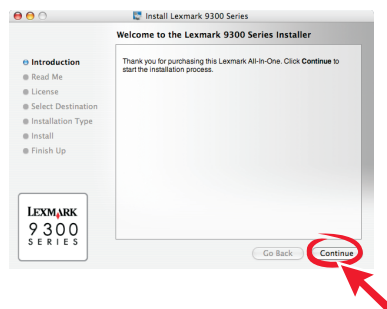 Install Lexmark 9300 Series
Welcome to the Lexmark 9300 Series Installer
Introduction
Read Me
License
Select Destination
Installation Type
Install
Finish Up
Thank you for purchasing this Lexmark All-In-One. Click Continue to
start the installation process.
LEXMARK
9300
SERIES
Go Back
Continue